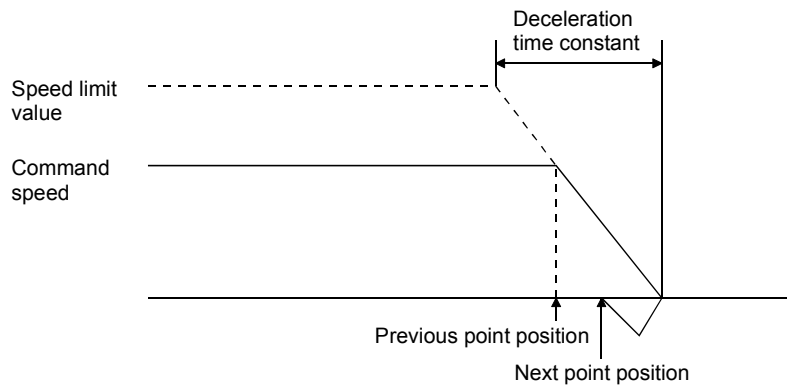 Deceleration
time constant
Speed limit
value
Command
speed
Previous point position
Next point position